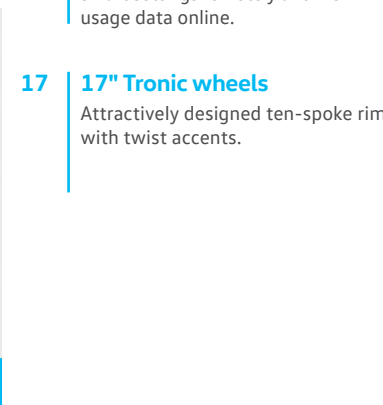 usage data online.
17
17" Tronic wheels
Attractively designed ten-spoke rim
with twist accents.